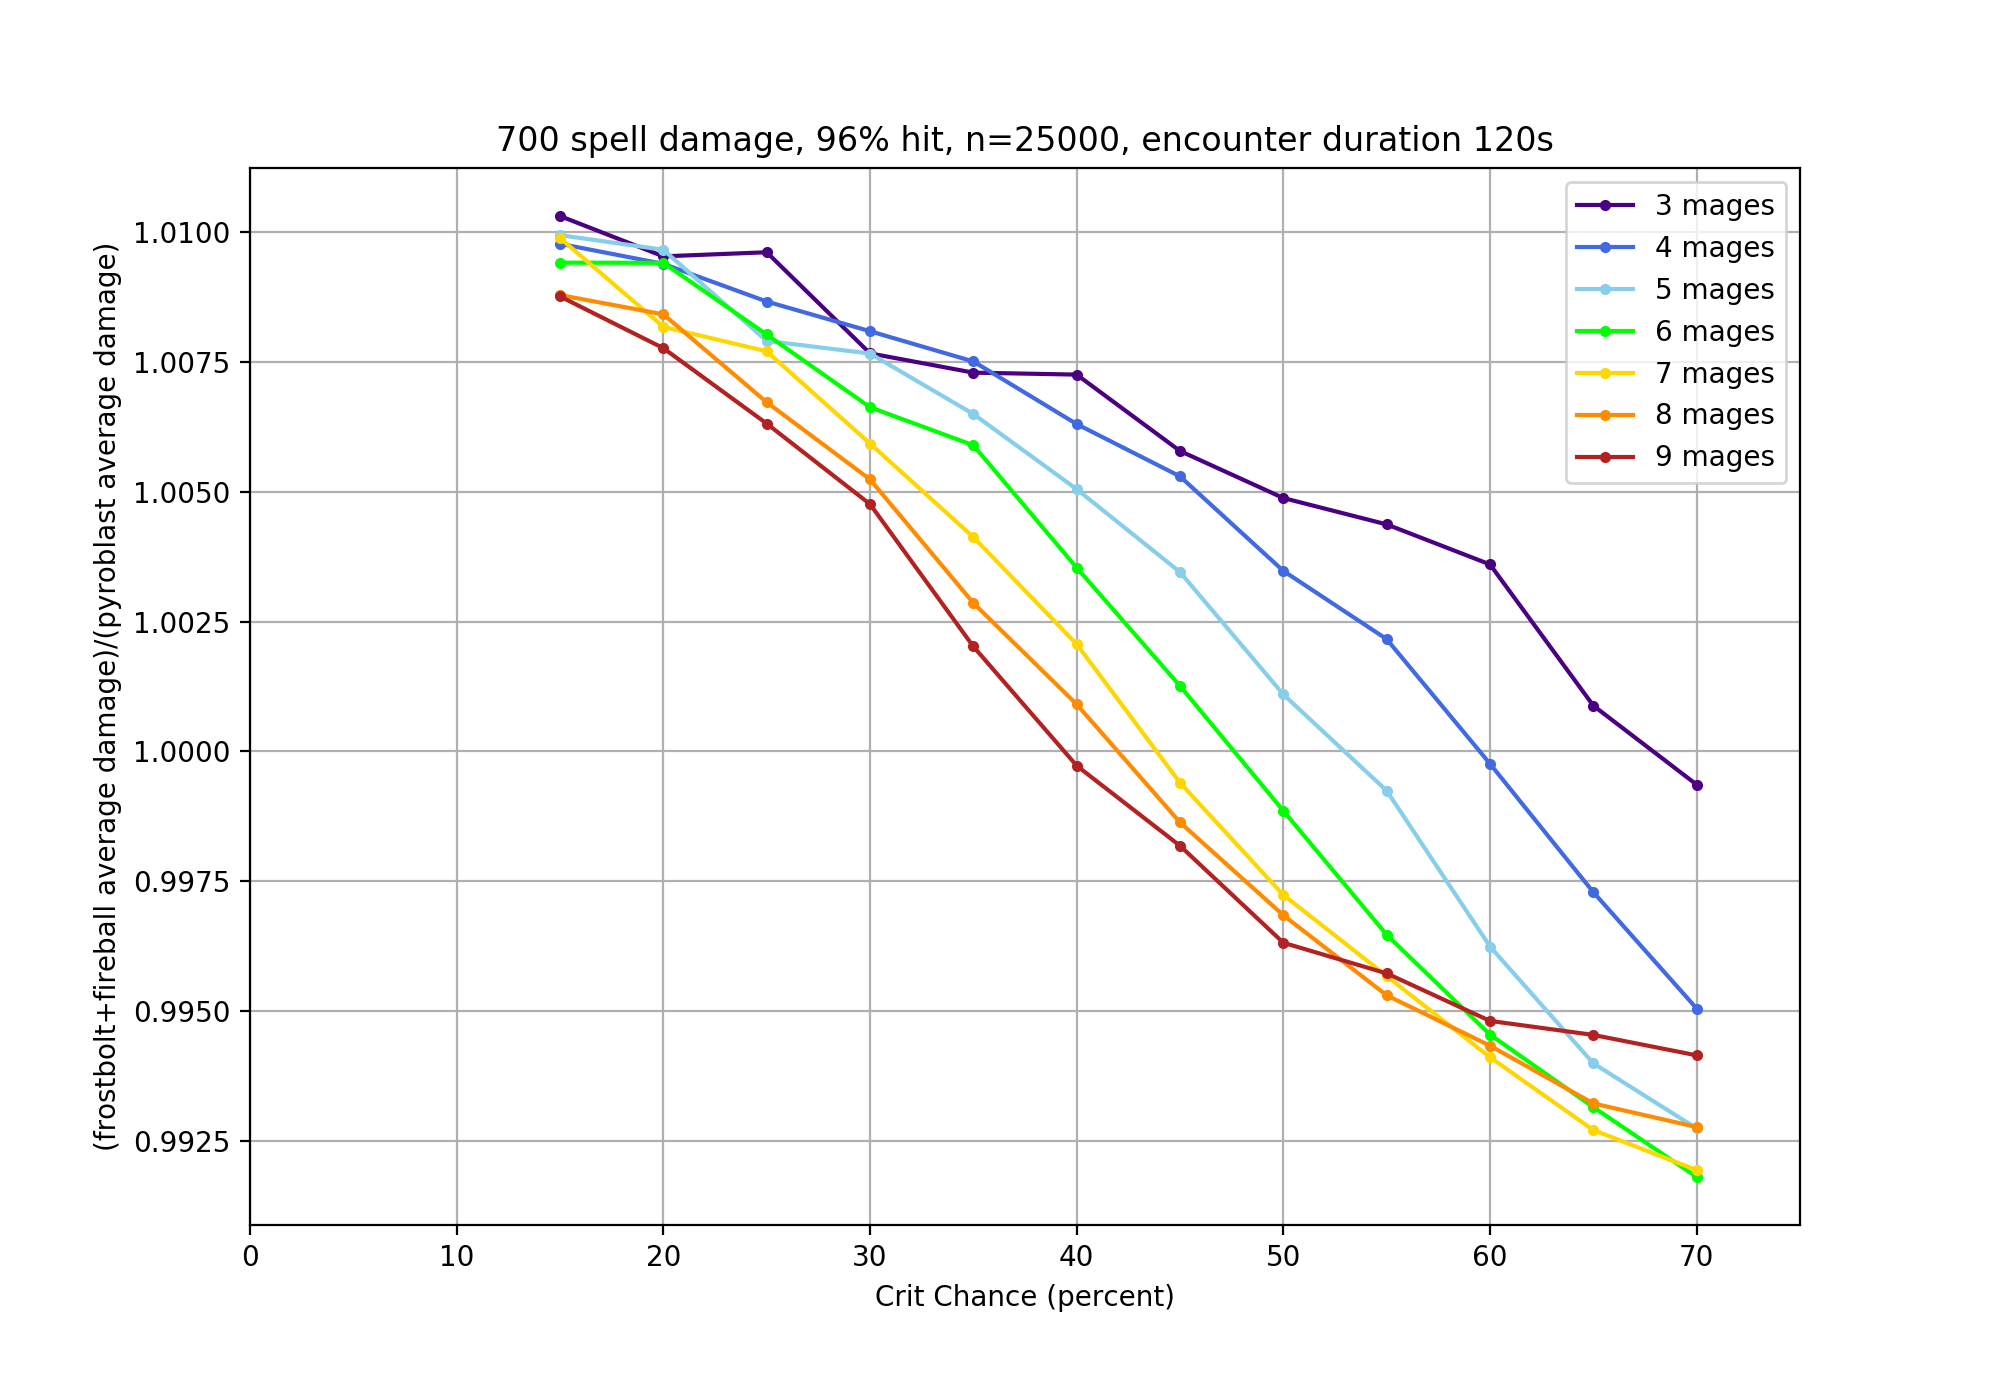 700 spell damage, 96% hit, n=25000, encounter duration 120s
(frostbolt+fireball average damage)/(pyroblast average damage)
1.0100
1.0075
1.0050
1.0025
1.0000
0.9975
0.9950
0.9925
3 mages
4 mages
5 mages
6 mages
7 mages
8 mages
9 mages
0 10 20 30 40 50 60 70
Crit Chance (percent)